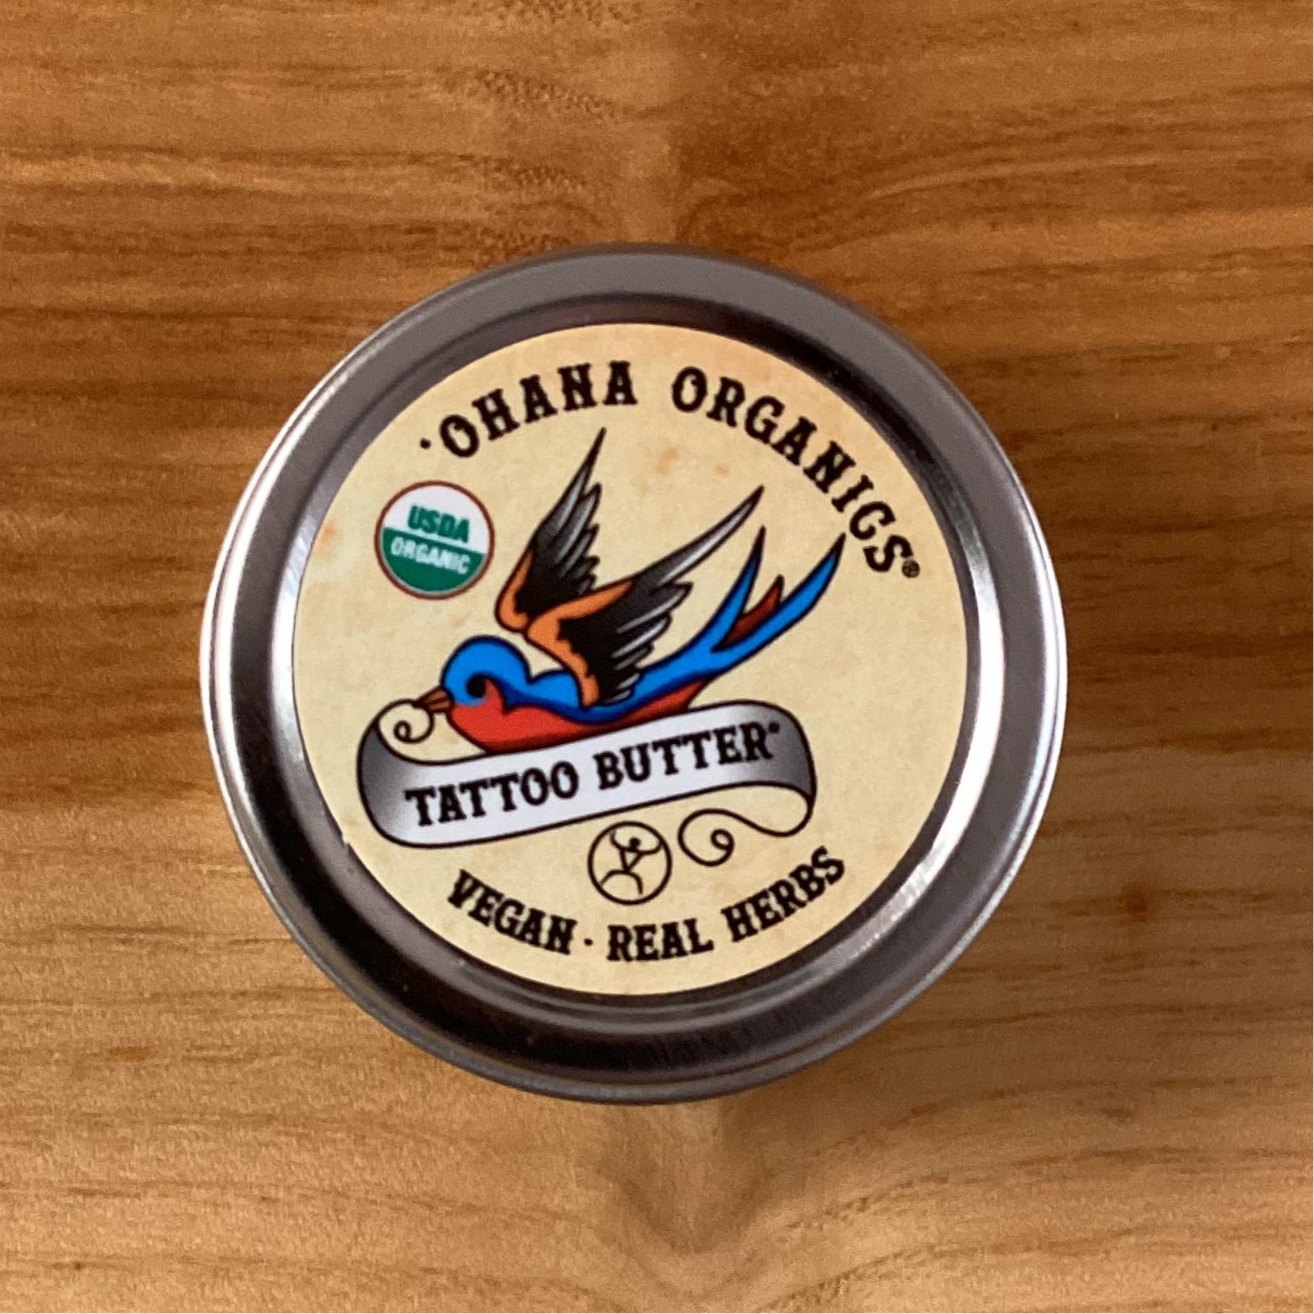 'OHANA ORGANICS®
USDA
ORGANIC
TATTOO BUTTER®
VEGAN · REAL HERBS